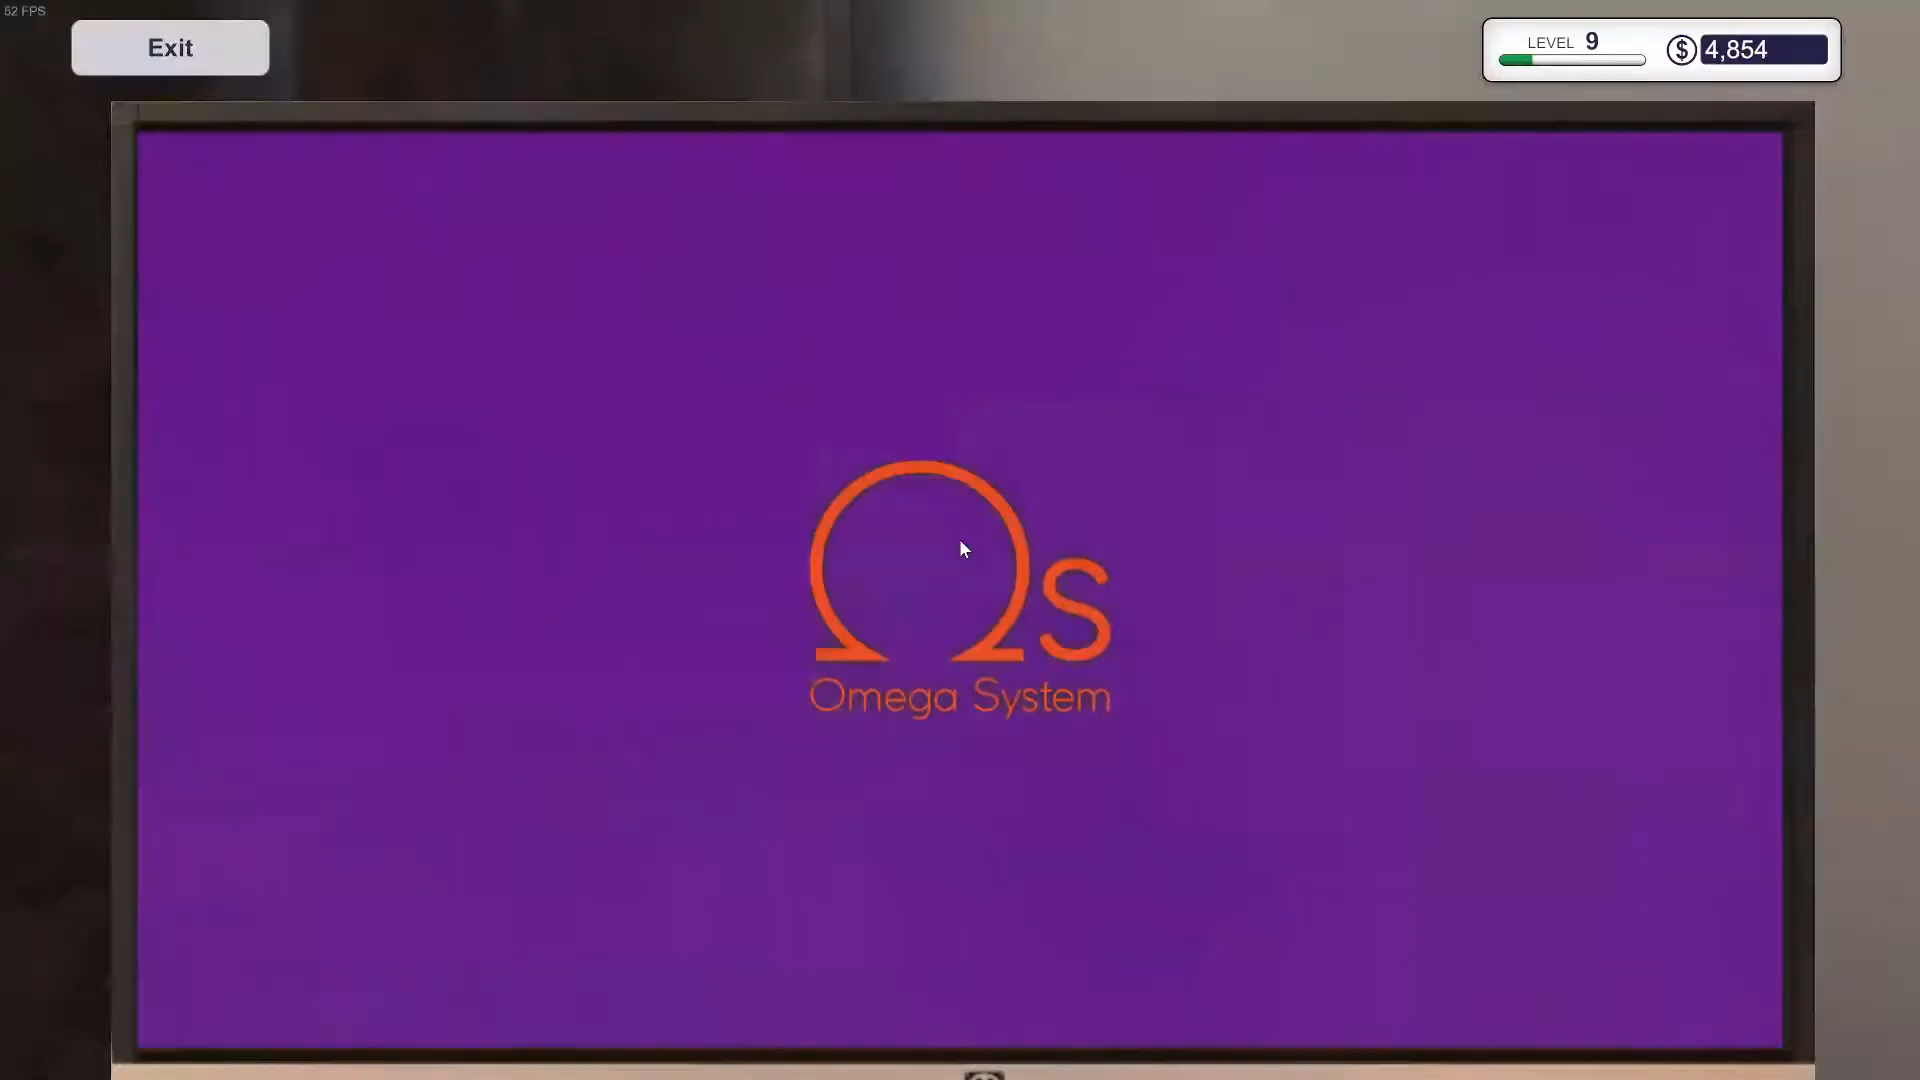 52 FPS
Exit
LEVEL 9
$ 4,854
Ωs
Omega System